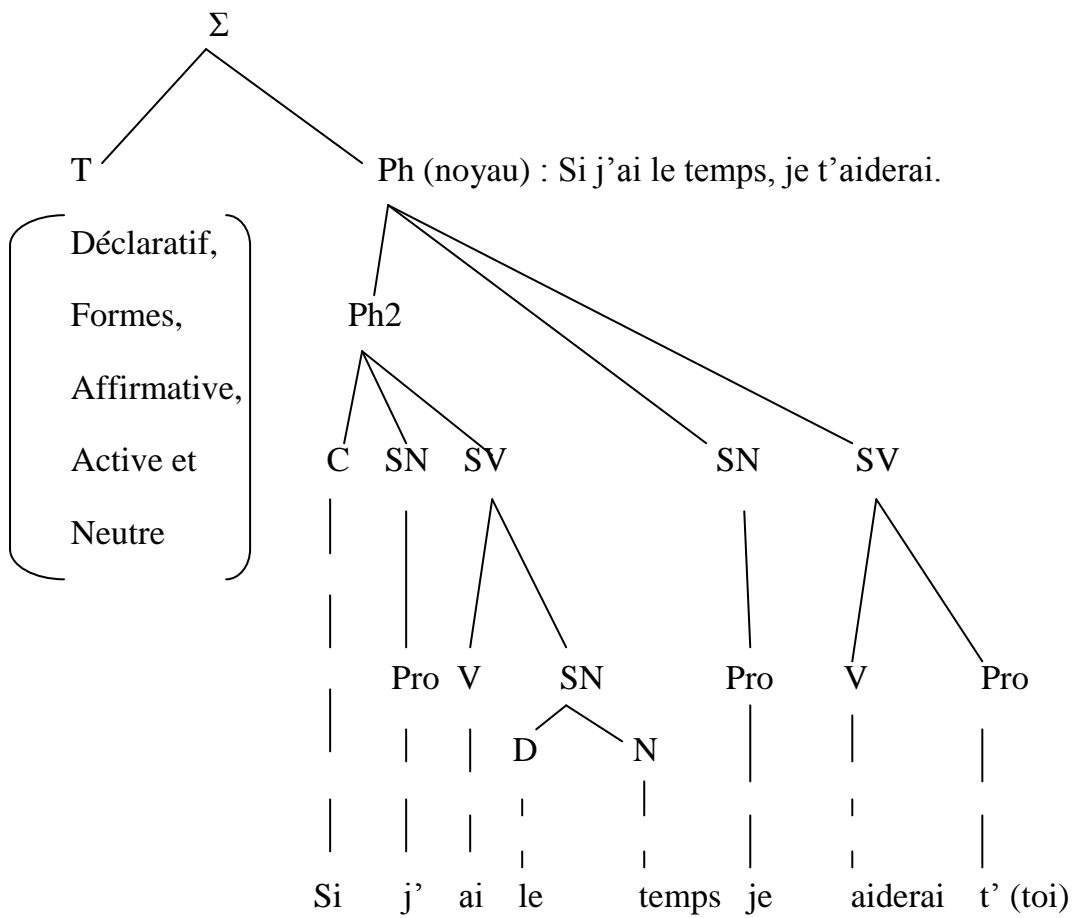 Σ
T Ph (noyau) : Si j’ai le temps, je t’aiderai.
Déclaratif,
Formes, Ph2
Affirmative,
Active et C SN SV SN SV
Neutre
Pro V SN Pro V Pro
D N
Si j’ ai le temps je aiderai t’ (toi)